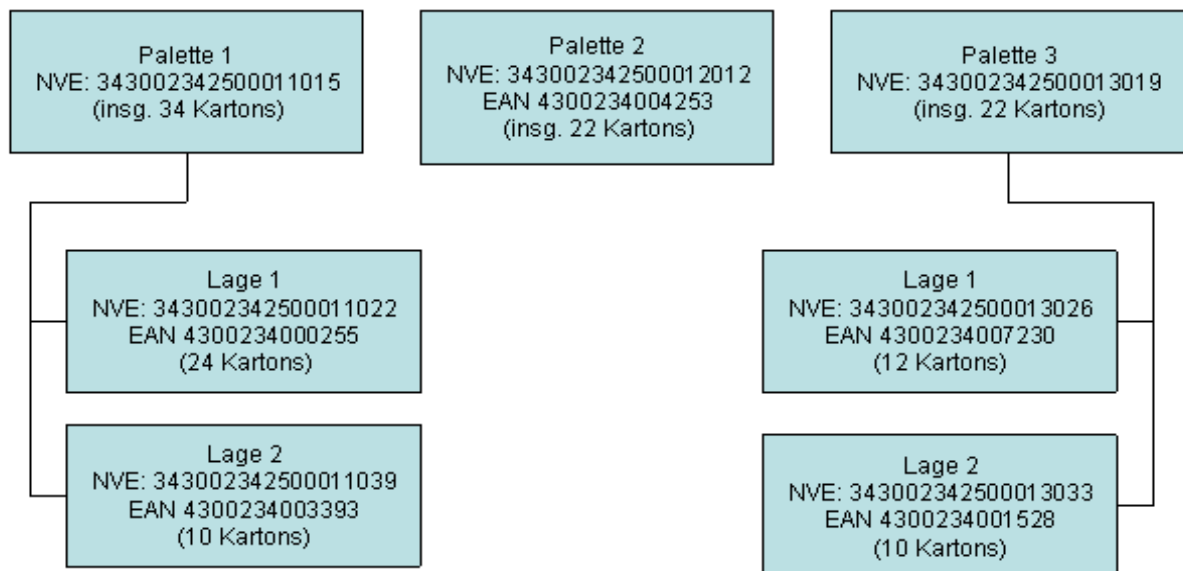 Palette 1
NVE: 343002342500011015
(insg. 34 Kartons)
Palette 2
NVE: 343002342500012012
EAN 4300234004253
(insg. 22 Kartons)
Palette 3
NVE: 343002342500013019
(insg. 22 Kartons)
Lage 1
NVE: 343002342500011022
EAN 4300234000255
(24 Kartons)
Lage 2
NVE: 343002342500011039
EAN 4300234003393
(10 Kartons)
Lage 1
NVE: 343002342500013026
EAN 4300234007230
(12 Kartons)
Lage 2
NVE: 343002342500013033
EAN 4300234001528
(10 Kartons)